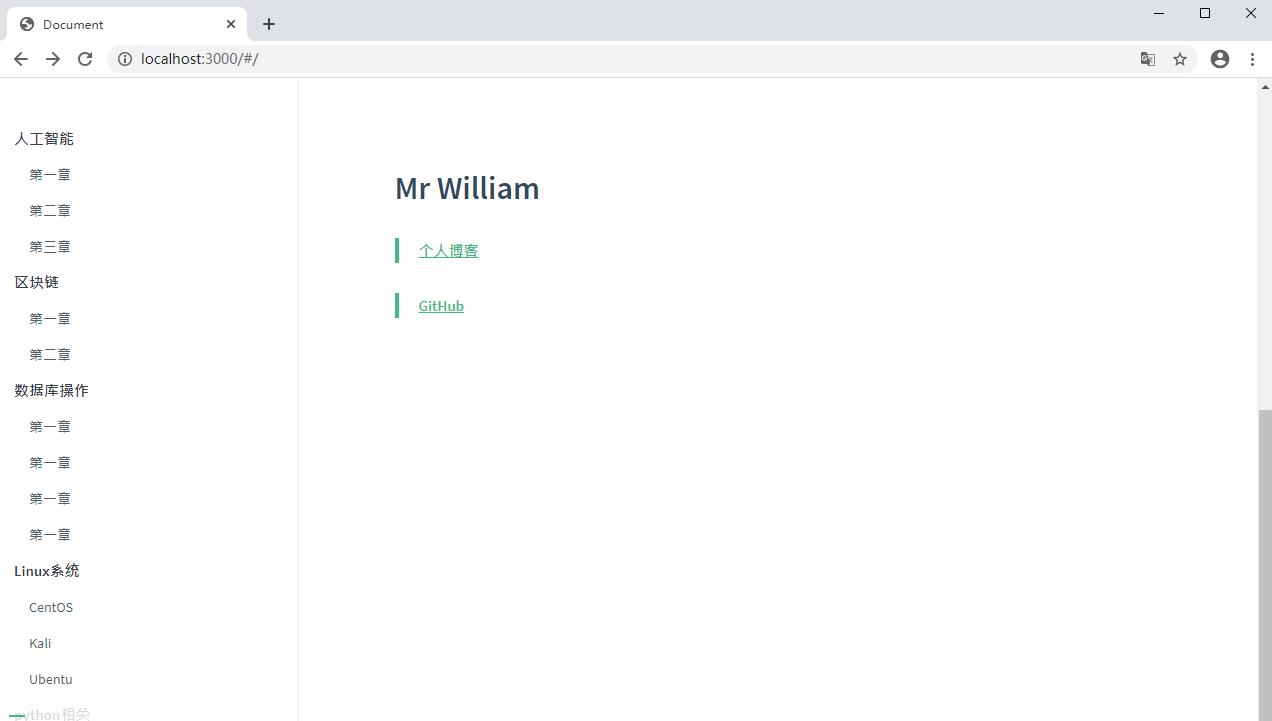 Document
localhost:3000/#/
人工智能
第一章
第二章
第三章
区块链
第一章
第二章
数据库操作
第一章
第一章
第一章
第一章
Linux系统
CentOS
Kali
Ubentu
python相关
Mr William
个人博客
GitHub